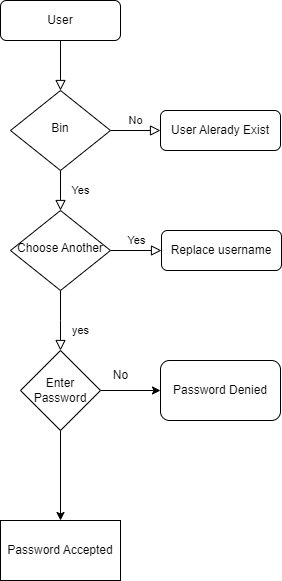 User
Bin
No
User Alerady Exist
Yes
Choose Another
Yes
Replace username
yes
Enter
Password
No
Password Denied
Password Accepted